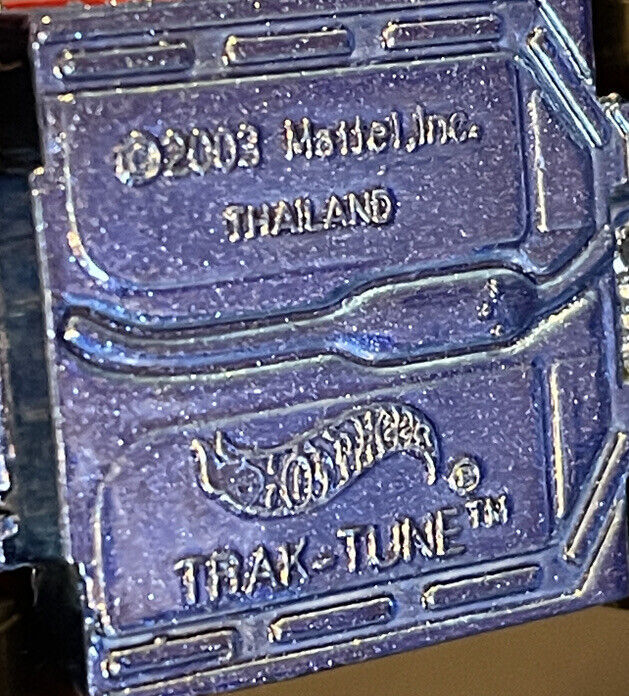 ©2003 Mattel,Inc.
THAILAND
Hot Wheels®
TRAK-TUNE™